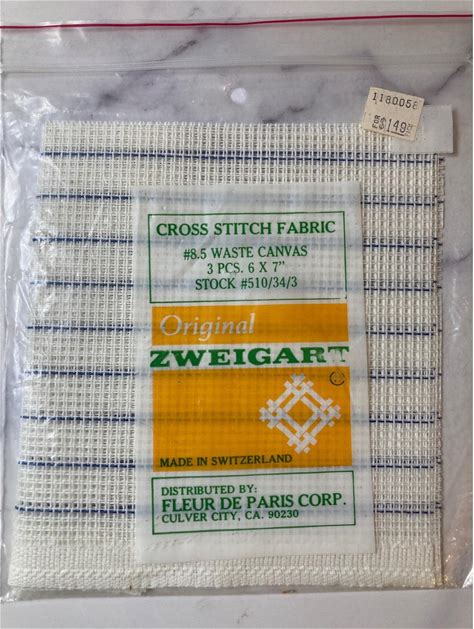 1180058
$149
CROSS STITCH FABRIC
#8.5 WASTE CANVAS
3 PCS. 6 X 7"
STOCK #510/34/3
Original
ZWEIGART
MADE IN SWITZERLAND
DISTRIBUTED BY:
FLEUR DE PARIS CORP.
CULVER CITY, CA. 90230